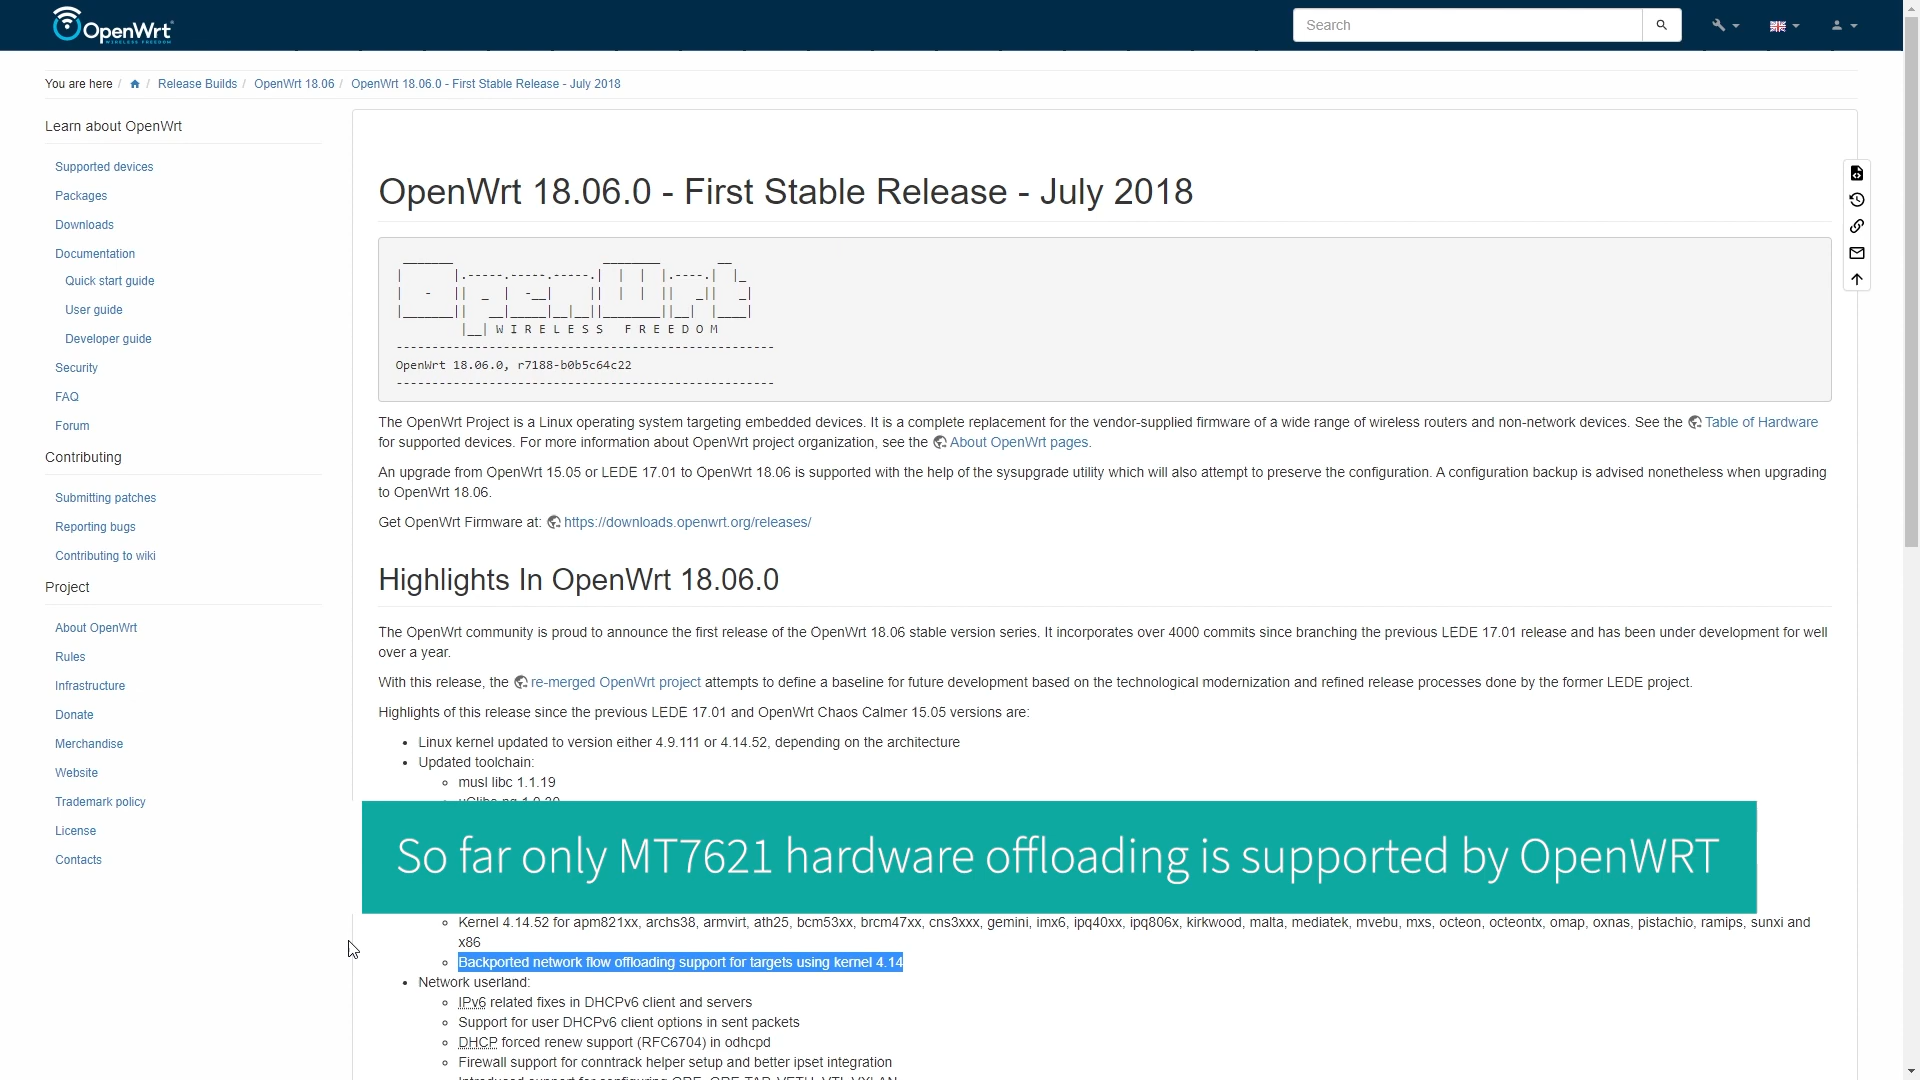 OpenWrt
WIRELESS FREEDOM
Search
You are here / / Release Builds / OpenWrt 18.06 / OpenWrt 18.06.0 - First Stable Release - July 2018
Learn about OpenWrt
Supported devices
Packages
Downloads
Documentation
Quick start guide
User guide
Developer guide
Security
FAQ
Forum
Contributing
Submitting patches
Reporting bugs
Contributing to wiki
Project
About OpenWrt
Rules
Infrastructure
Donate
Merchandise
Website
Trademark policy
License
Contacts
OpenWrt 18.06.0 - First Stable Release - July 2018
W I R E L E S S   F R E E D O M
-----------------------------------------------------
OpenWrt 18.06.0, r7188-b0b5c64c22
-----------------------------------------------------
The OpenWrt Project is a Linux operating system targeting embedded devices. It is a complete replacement for the vendor-supplied firmware of a wide range of wireless routers and non-network devices. See the Table of Hardware
for supported devices. For more information about OpenWrt project organization, see the About OpenWrt pages.
An upgrade from OpenWrt 15.05 or LEDE 17.01 to OpenWrt 18.06 is supported with the help of the sysupgrade utility which will also attempt to preserve the configuration. A configuration backup is advised nonetheless when upgrading
to OpenWrt 18.06.
Get OpenWrt Firmware at: https://downloads.openwrt.org/releases/
Highlights In OpenWrt 18.06.0
The OpenWrt community is proud to announce the first release of the OpenWrt 18.06 stable version series. It incorporates over 4000 commits since branching the previous LEDE 17.01 release and has been under development for well
over a year.
With this release, the re-merged OpenWrt project attempts to define a baseline for future development based on the technological modernization and refined release processes done by the former LEDE project.
Highlights of this release since the previous LEDE 17.01 and OpenWrt Chaos Calmer 15.05 versions are:
Linux kernel updated to version either 4.9.111 or 4.14.52, depending on the architecture
Updated toolchain:
musl libc 1.1.19
So far only MT7621 hardware offloading is supported by OpenWRT
Kernel 4.14.52 for apm821xx, archs38, armvirt, ath25, bcm53xx, brcm47xx, cns3xxx, gemini, imx6, ipq40xx, ipq806x, kirkwood, malta, mediatek, mvebu, mxs, octeon, octeontx, omap, oxnas, pistachio, ramips, sunxi and
x86
Backported network flow offloading support for targets using kernel 4.14
Network userland:
IPv6 related fixes in DHCPv6 client and servers
Support for user DHCPv6 client options in sent packets
DHCP forced renew support (RFC6704) in odhcpd
Firewall support for conntrack helper setup and better ipset integration